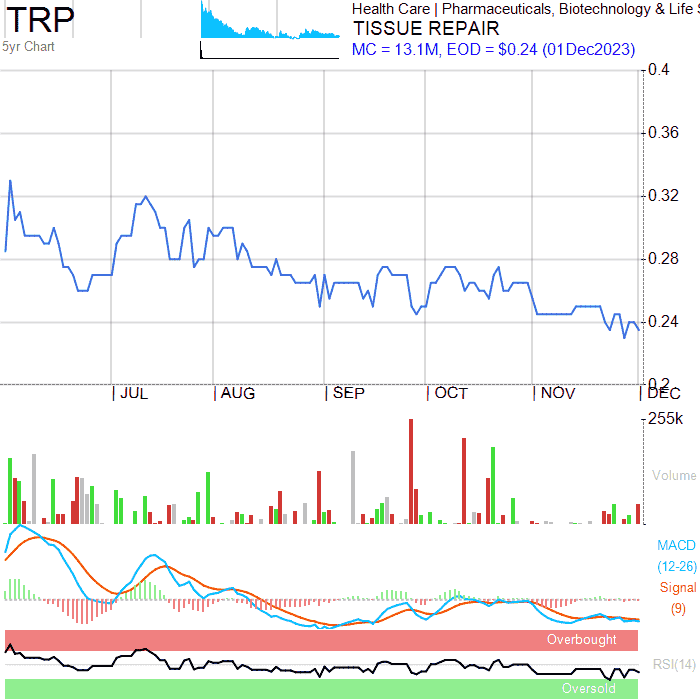 TRP
5yr Chart
Health Care | Pharmaceuticals, Biotechnology & Life S
TISSUE REPAIR
MC = 13.1M, EOD = $0.24 (01Dec2023)
0.4
0.36
0.32
0.28
0.24
0.2
| JUL | AUG | SEP | OCT | NOV | DEC
255k
Volume
MACD
(12-26)
Signal
(9)
Overbought
RSI(14)
Oversold